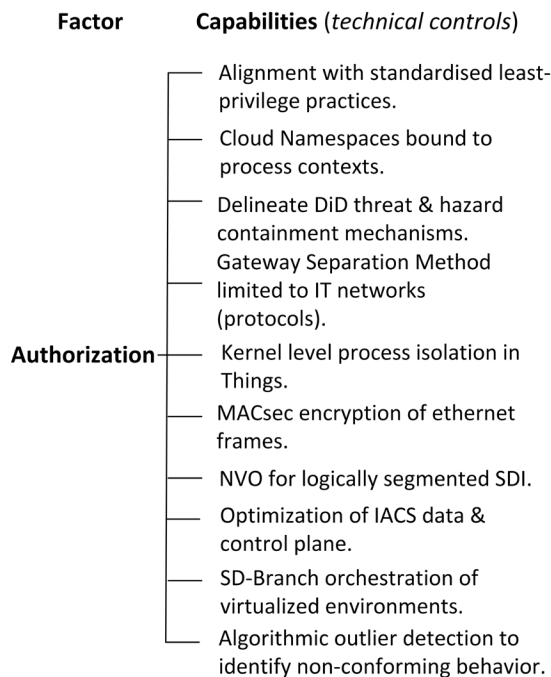 Factor Capabilities (technical controls)
Alignment with standardised least-
privilege practices.
Cloud Namespaces bound to
process contexts.
Delineate DiD threat & hazard
containment mechanisms.
Gateway Separation Method
limited to IT networks
(protocols).
Authorization
Kernel level process isolation in
Things.
MACsec encryption of ethernet
frames.
NVO for logically segmented SDI.
Optimization of IACS data &
control plane.
SD-Branch orchestration of
virtualized environments.
Algorithmic outlier detection to
identify non-conforming behavior.